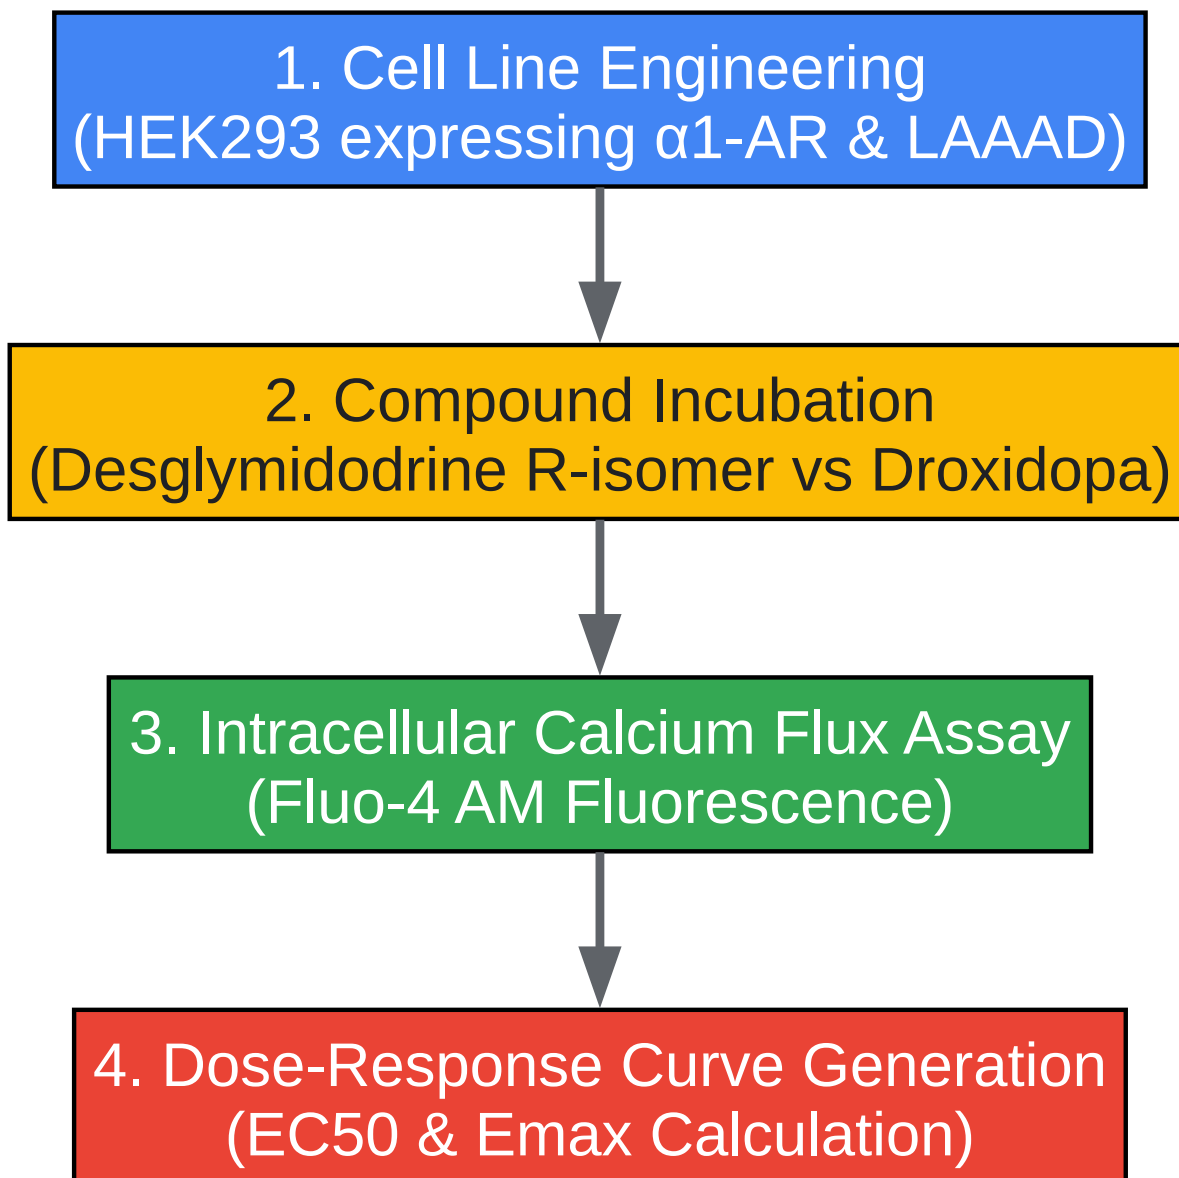 1. Cell Line Engineering
(HEK293 expressing α1-AR & LAAAD)
2. Compound Incubation
(Desglymidodrine R-isomer vs Droxidopa)
3. Intracellular Calcium Flux Assay
(Fluo-4 AM Fluorescence)
4. Dose-Response Curve Generation
(EC50 & Emax Calculation)